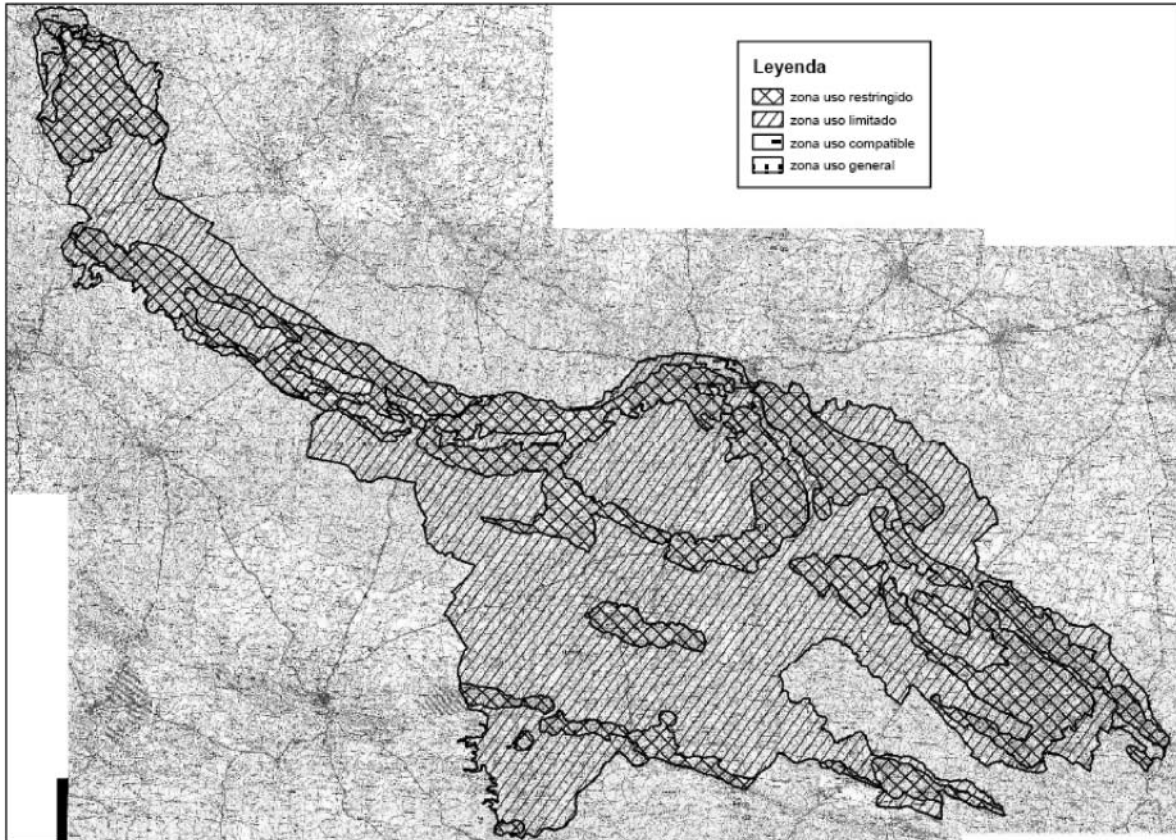 Leyenda
zona uso restringido
zona uso limitado
zona uso compatible
zona uso general